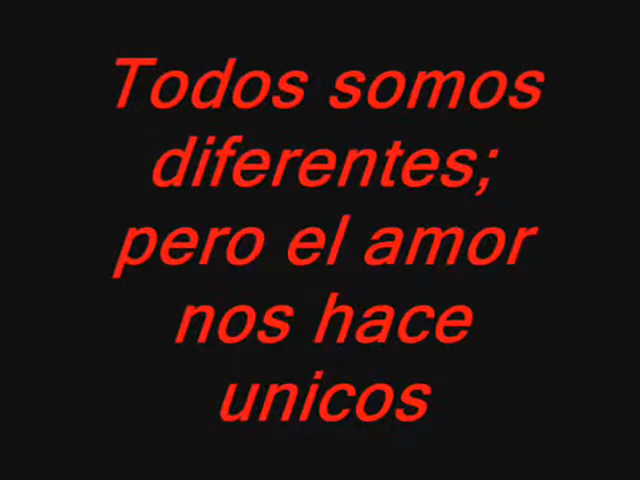 Todos somos
diferentes;
pero el amor
nos hace
unicos